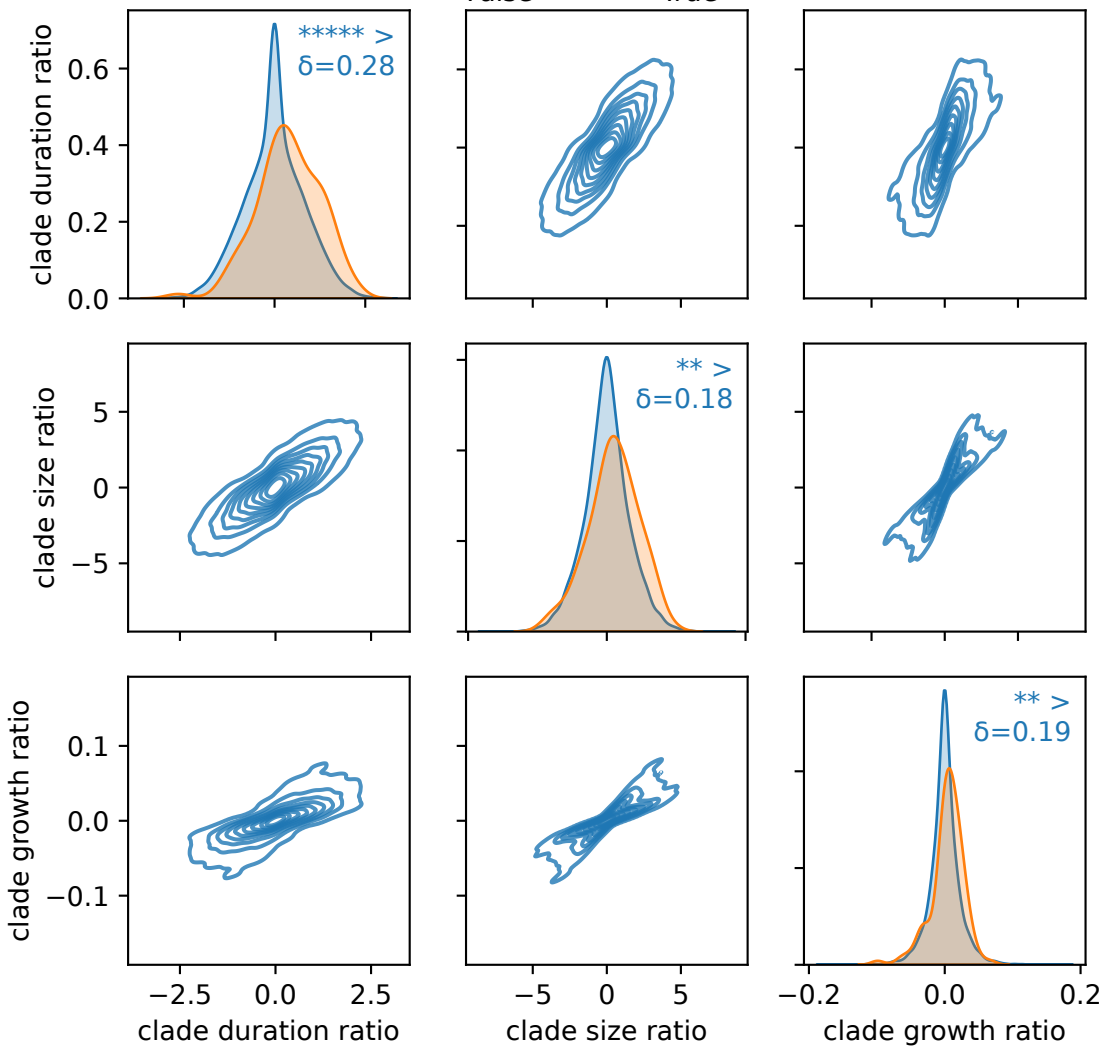 clade duration ratio
0.6
0.4
0.2
0.0
***** >
δ=0.28
clade size ratio
5
0
−5
** >
δ=0.18
clade growth ratio
0.1
0.0
−0.1
** >
δ=0.19
−2.5 0.0 2.5
clade duration ratio
−5 0 5
clade size ratio
−0.2 0.0 0.2
clade growth ratio